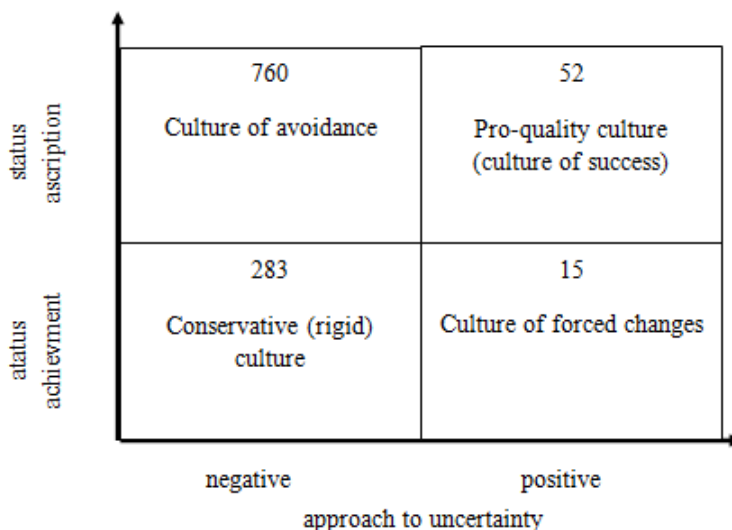 status
ascription
760
Culture of avoidance
52
Pro-quality culture
(culture of success)
atatus
achievment
283
Conservative (rigid)
culture
15
Culture of forced changes
negative
positive
approach to uncertainty